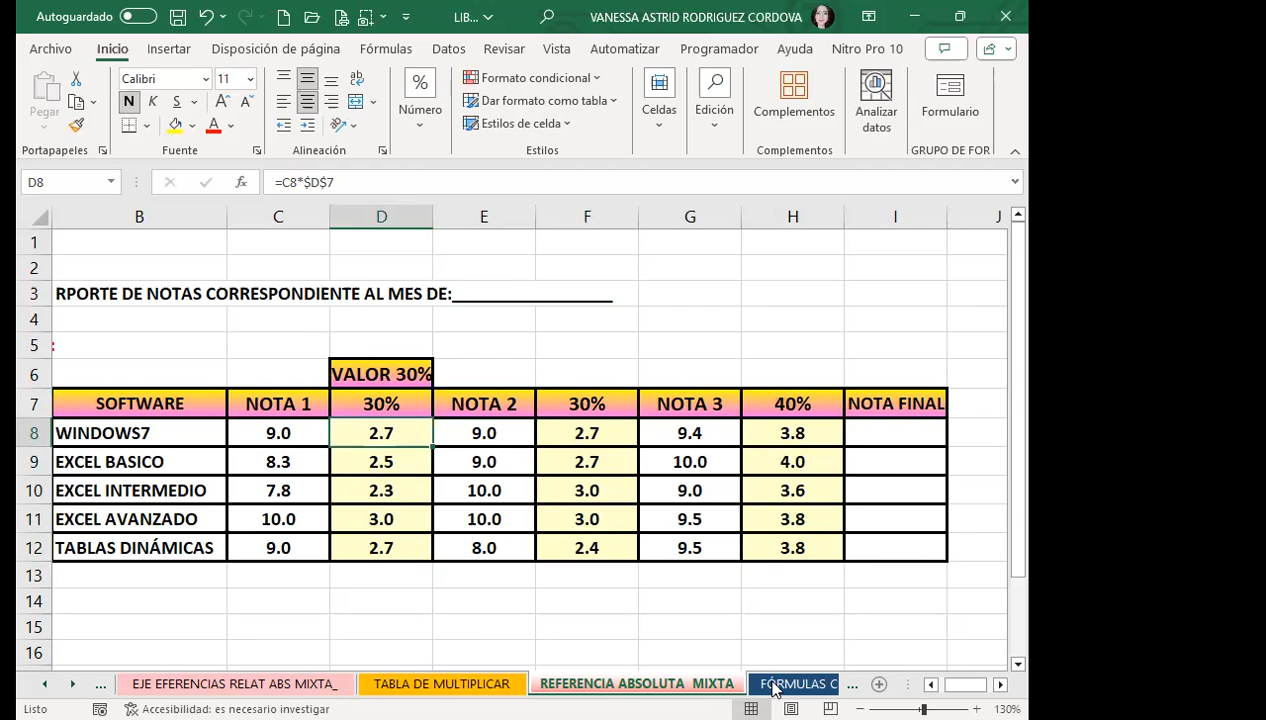 Autoguardado LIB... VANESSA ASTRID RODRIGUEZ CORDOVA
Archivo Inicio Insertar Disposición de página Fórmulas Datos Revisar Vista Automatizar Programador Ayuda Nitro Pro 10
Pegar
Calibri 11
N K S
Número
Formato condicional
Dar formato como tabla
Estilos de celda
Celdas
Edición
Complementos
Analizar datos
Formulario
Portapapeles Fuente Alineación Estilos Complementos GRUPO DE FOR
D8 fx =C8*$D$7
B C D E F G H I J
1
2
3 RPORTE DE NOTAS CORRESPONDIENTE AL MES DE:_________________
4
5 :
6 VALOR 30%
7 SOFTWARE NOTA 1 30% NOTA 2 30% NOTA 3 40% NOTA FINAL
8 WINDOWS7 9.0 2.7 9.0 2.7 9.4 3.8
9 EXCEL BASICO 8.3 2.5 9.0 2.7 10.0 4.0
10 EXCEL INTERMEDIO 7.8 2.3 10.0 3.0 9.0 3.6
11 EXCEL AVANZADO 10.0 3.0 10.0 3.0 9.5 3.8
12 TABLAS DINÁMICAS 9.0 2.7 8.0 2.4 9.5 3.8
13
14
15
16
... EJE EFERENCIAS RELAT ABS MIXTA_ TABLA DE MULTIPLICAR REFERENCIA ABSOLUTA MIXTA FÓRMULAS C ...
Listo Accesibilidad: es necesario investigar 130%